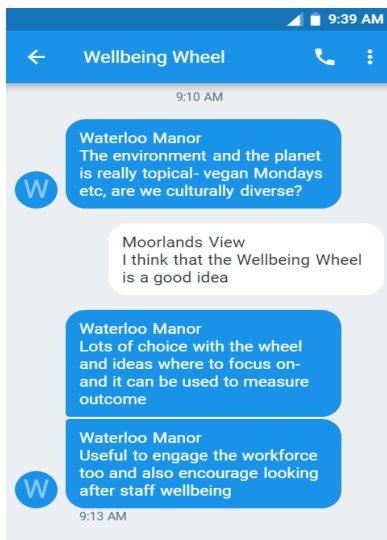 9:39 AM
Wellbeing Wheel
9:10 AM
Waterloo Manor
The environment and the planet
is really topical- vegan Mondays
etc, are we culturally diverse?
W
Moorlands View
I think that the Wellbeing Wheel
is a good idea
Waterloo Manor
Lots of choice with the wheel
and ideas where to focus on-
and it can be used to measure
outcome
Waterloo Manor
Useful to engage the workforce
too and also encourage looking
after staff wellbeing
W
9:13 AM